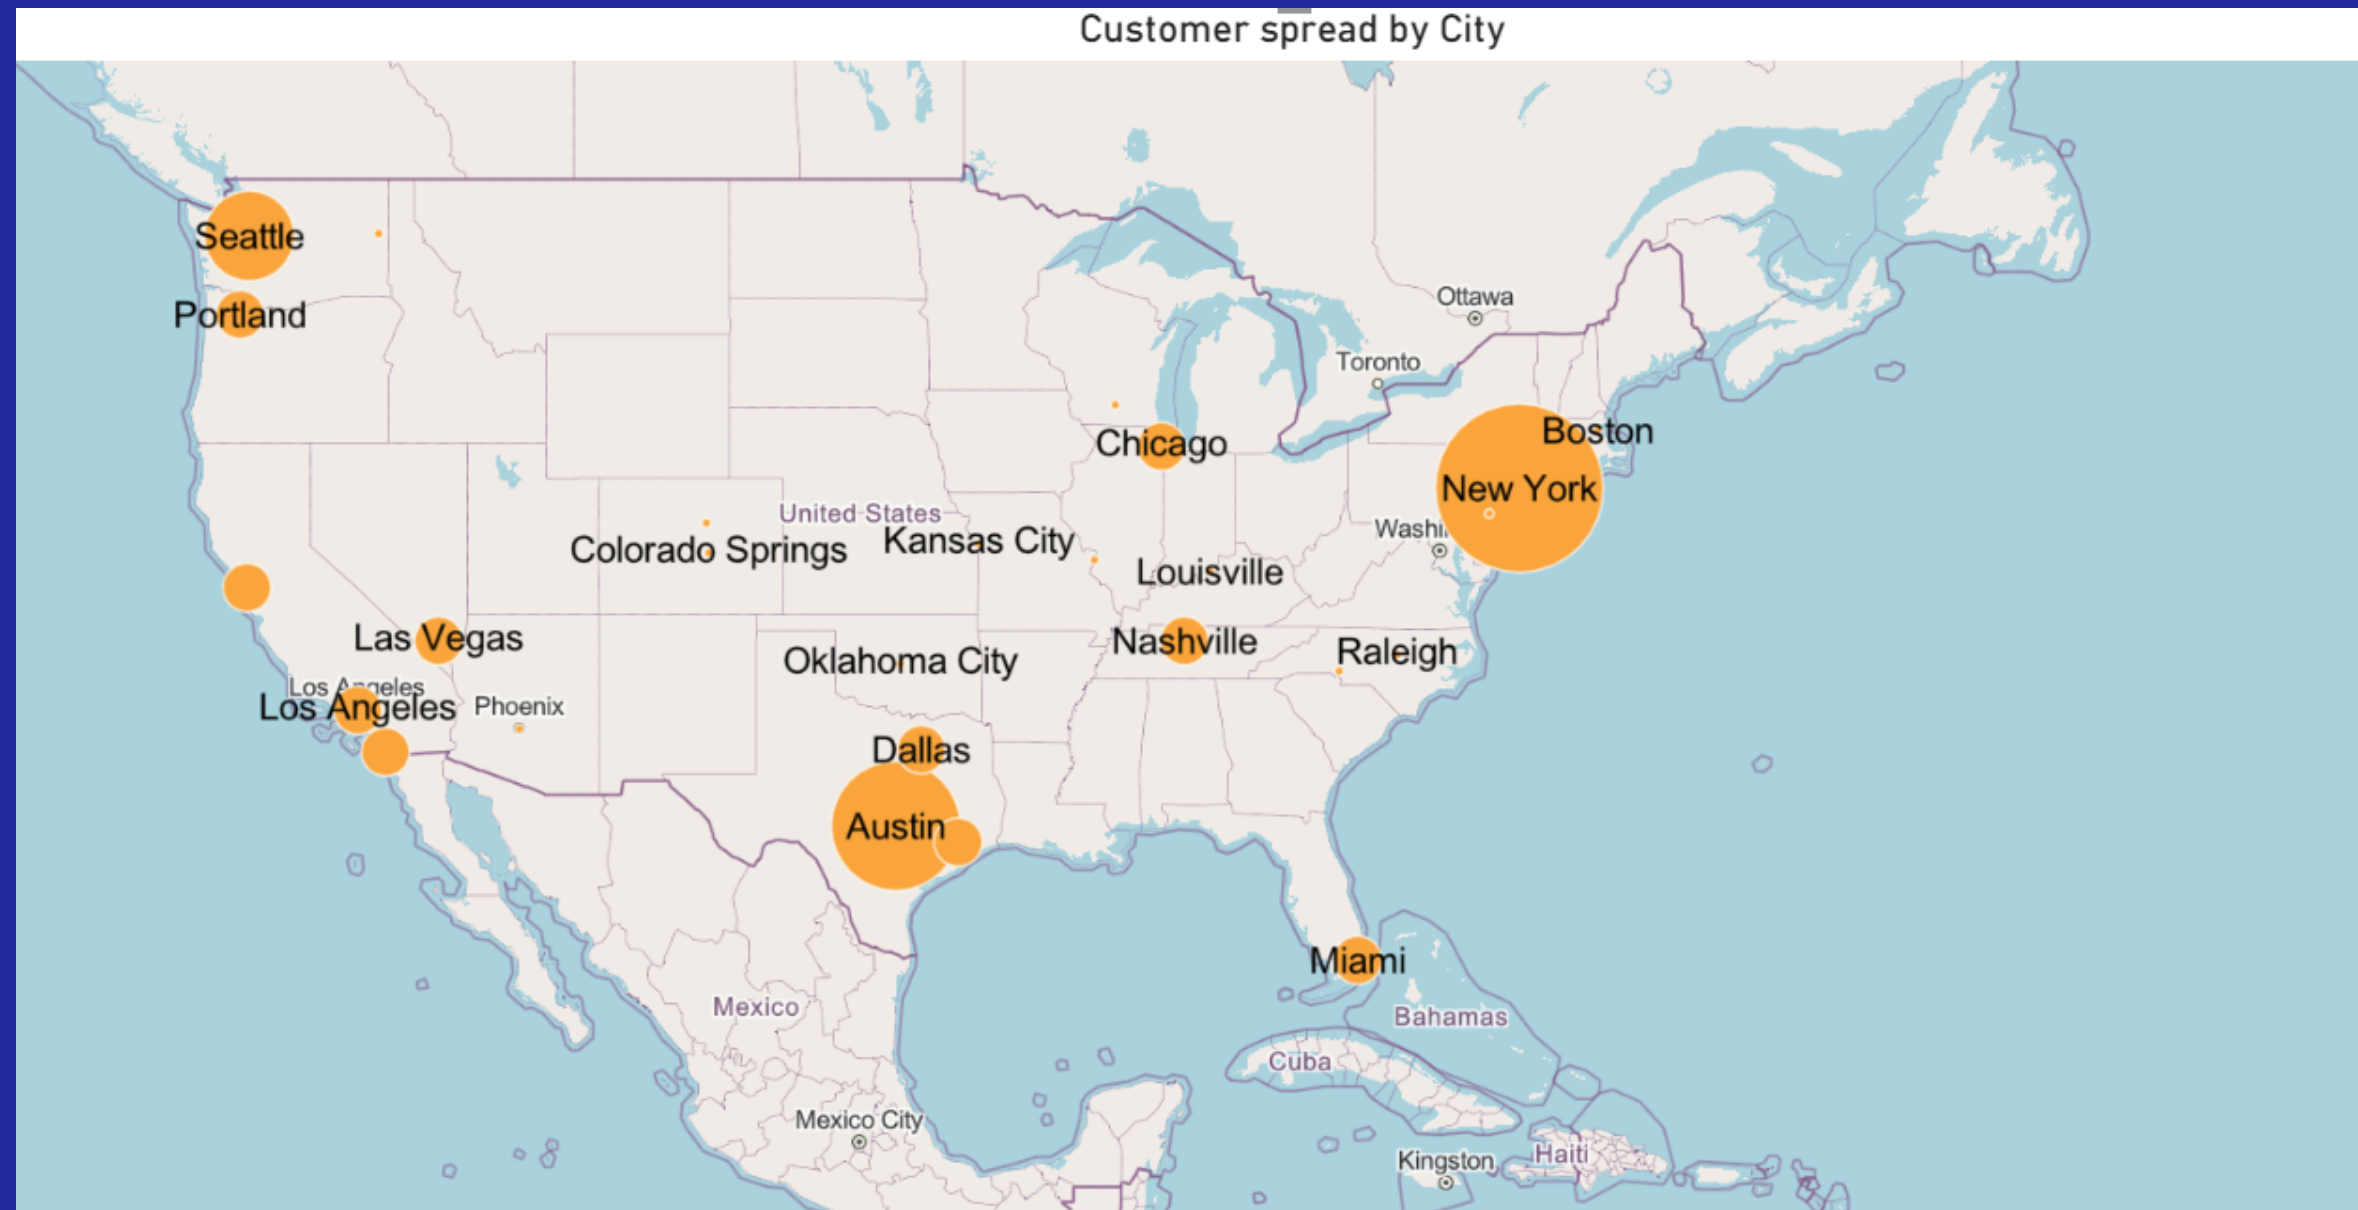 Customer spread by City
Seattle
Portland
Ottawa
Toronto
Chicago
Boston
New York
United States
Washi
Colorado Springs
Kansas City
Louisville
Las Vegas
Nashville
Raleigh
Oklahoma City
Los Angeles
Los Angeles
Phoenix
Dallas
Austin
Miami
Mexico
Bahamas
Cuba
Mexico City
Kingston
Haiti